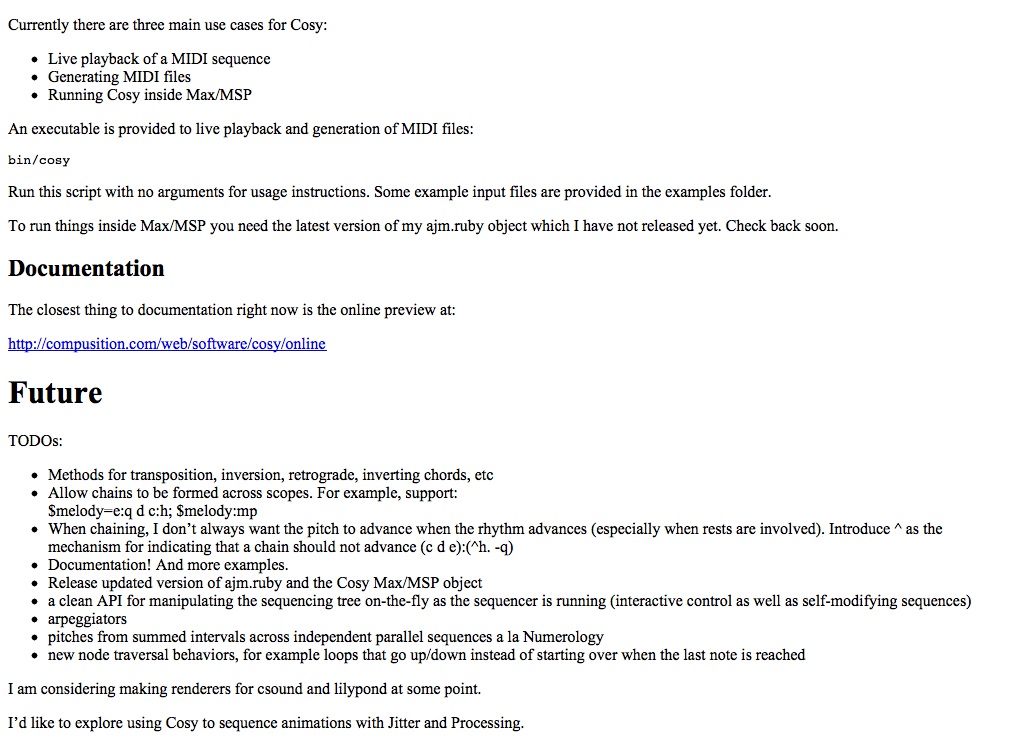 Currently there are three main use cases for Cosy:
• Live playback of a MIDI sequence
• Generating MIDI files
• Running Cosy inside Max/MSP
An executable is provided to live playback and generation of MIDI files:
bin/cosy
Run this script with no arguments for usage instructions. Some example input files are provided in the examples folder.
To run things inside Max/MSP you need the latest version of my ajm.ruby object which I have not released yet. Check back soon.
Documentation
The closest thing to documentation right now is the online preview at:
http://compusition.com/web/software/cosy/online
Future
TODOs:
• Methods for transposition, inversion, retrograde, inverting chords, etc
• Allow chains to be formed across scopes. For example, support:
$melody=e:q d c:h; $melody:mp
• When chaining, I don’t always want the pitch to advance when the rhythm advances (especially when rests are involved). Introduce ^ as the
mechanism for indicating that a chain should not advance (c d e):(^h. -q)
• Documentation! And more examples.
• Release updated version of ajm.ruby and the Cosy Max/MSP object
• a clean API for manipulating the sequencing tree on-the-fly as the sequencer is running (interactive control as well as self-modifying sequences)
• arpeggiators
• pitches from summed intervals across independent parallel sequences a la Numerology
• new node traversal behaviors, for example loops that go up/down instead of starting over when the last note is reached
I am considering making renderers for csound and lilypond at some point.
I’d like to explore using Cosy to sequence animations with Jitter and Processing.